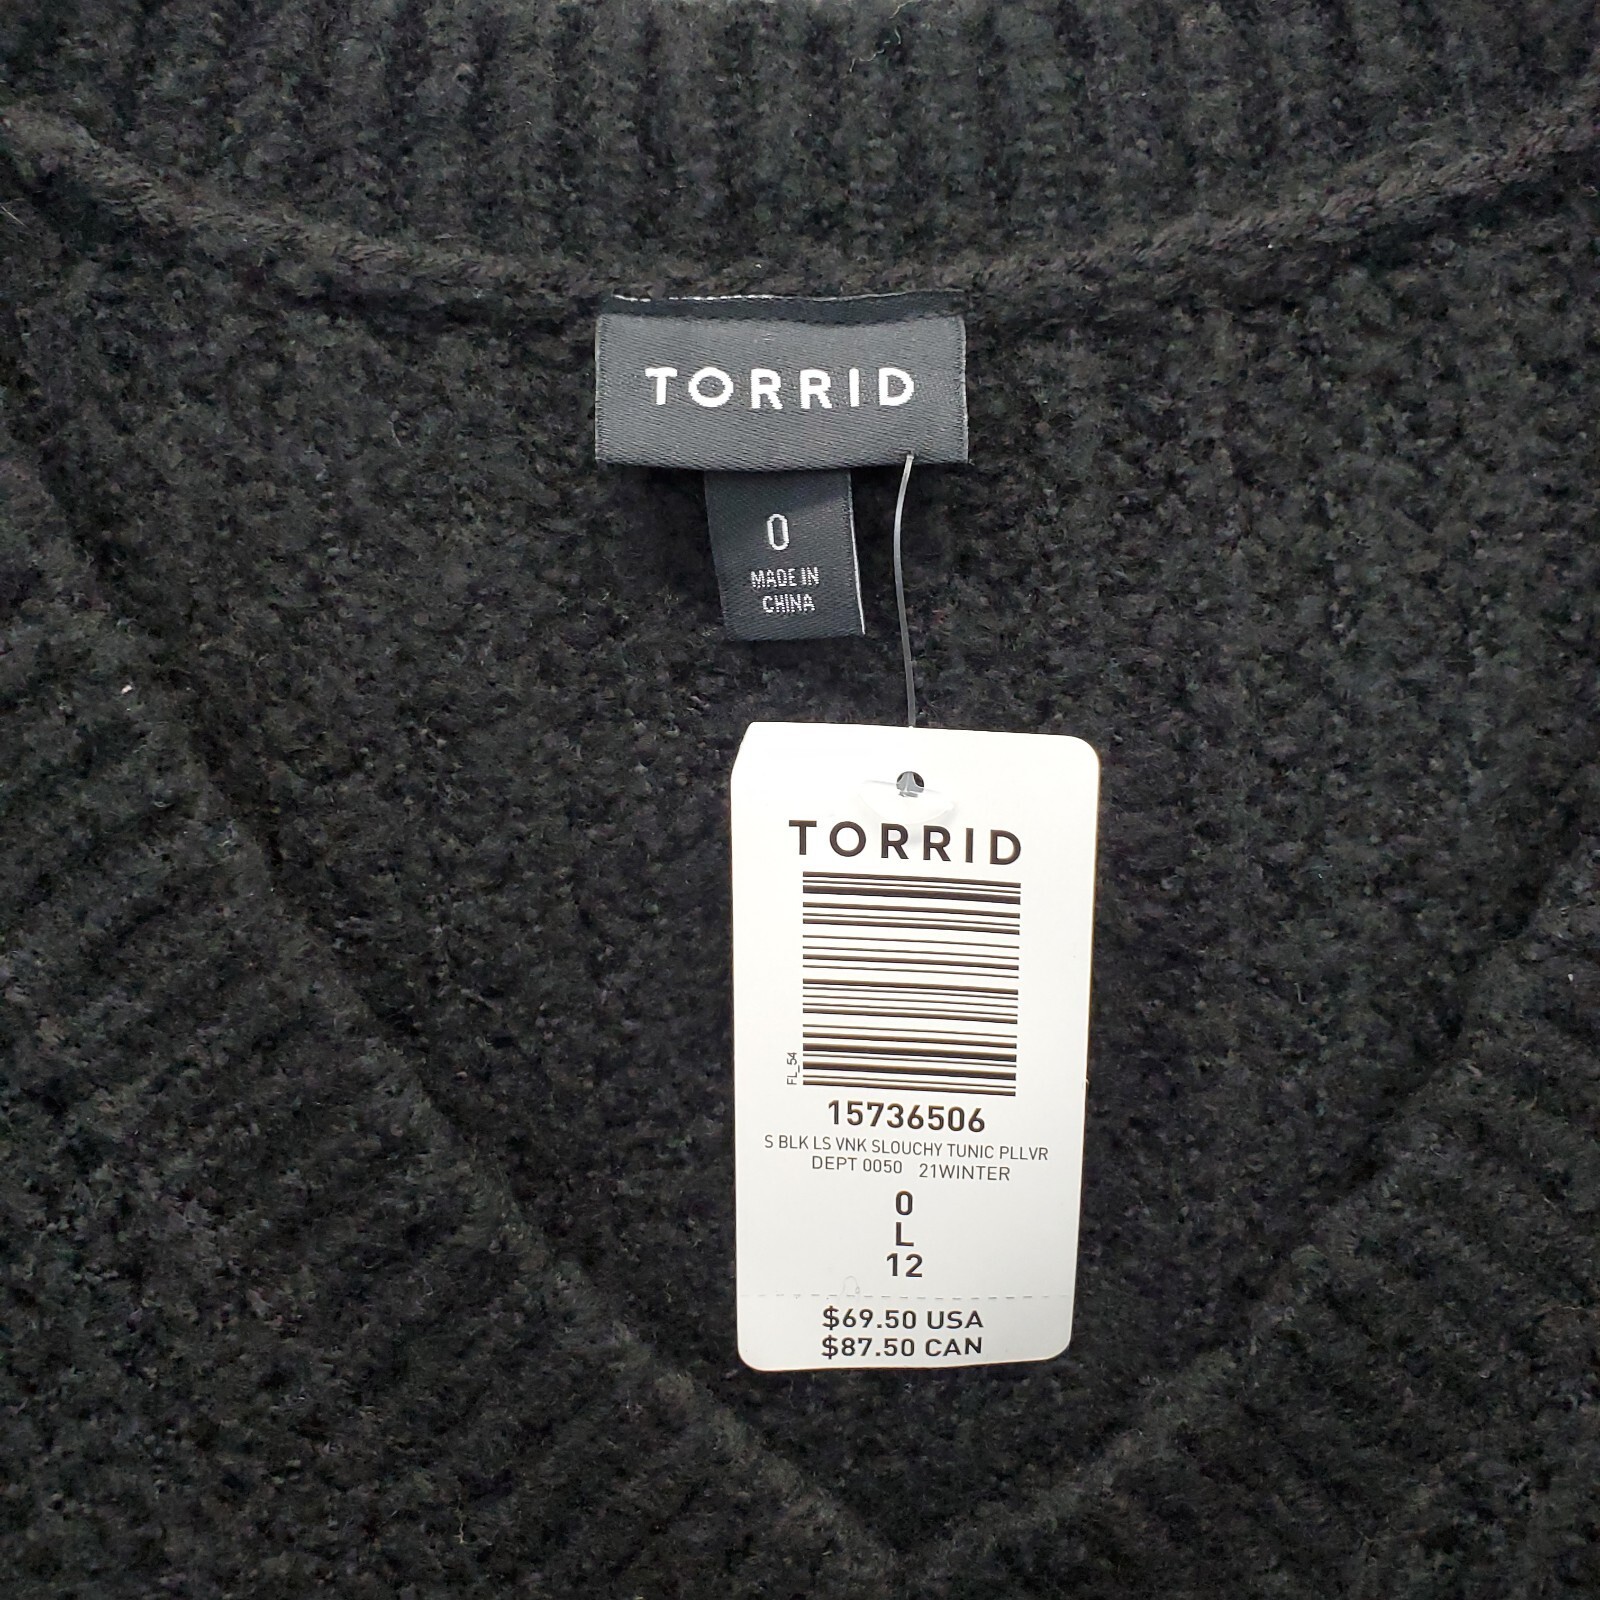 TORRID
0
MADE IN
CHINA
TORRID
FL_54
15736506
S BLK LS VNK SLOUCHY TUNIC PLLVR
DEPT 0050 21WINTER
0
L
12
$69.50 USA
$87.50 CAN